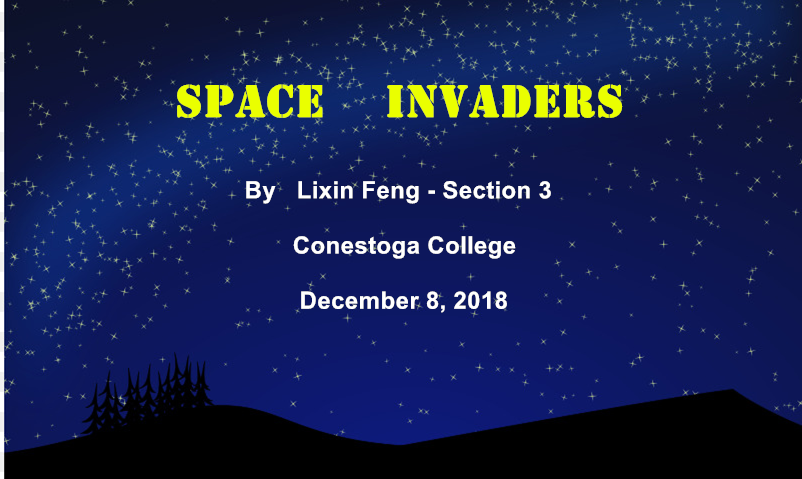 SPACE INVADERS
By Lixin Feng - Section 3
Conestoga College
December 8, 2018